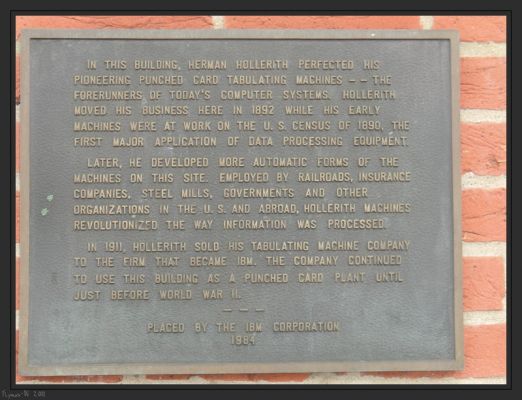 IN THIS BUILDING, HERMAN HOLLERITH PERFECTED HIS
PIONEERING PUNCHED CARD TABULATING MACHINES -- THE
FORERUNNERS OF TODAY'S COMPUTER SYSTEMS. HOLLERITH
MOVED HIS BUSINESS HERE IN 1892 WHILE HIS EARLY
MACHINES WERE AT WORK ON THE U.S. CENSUS OF 1890, THE
FIRST MAJOR APPLICATION OF DATA PROCESSING EQUIPMENT.
LATER, HE DEVELOPED MORE AUTOMATIC FORMS OF THE
MACHINES ON THIS SITE. EMPLOYED BY RAILROADS, INSURANCE
COMPANIES, STEEL MILLS, GOVERNMENTS AND OTHER
ORGANIZATIONS IN THE U.S. AND ABROAD, HOLLERITH MACHINES
REVOLUTIONIZED THE WAY INFORMATION WAS PROCESSED.
IN 1911, HOLLERITH SOLD HIS TABULATING MACHINE COMPANY
TO THE FIRM THAT BECAME IBM. THE COMPANY CONTINUED
TO USE THIS BUILDING AS A PUNCHED CARD PLANT UNTIL
JUST BEFORE WORLD WAR II.
---
PLACED BY THE IBM CORPORATION
1984